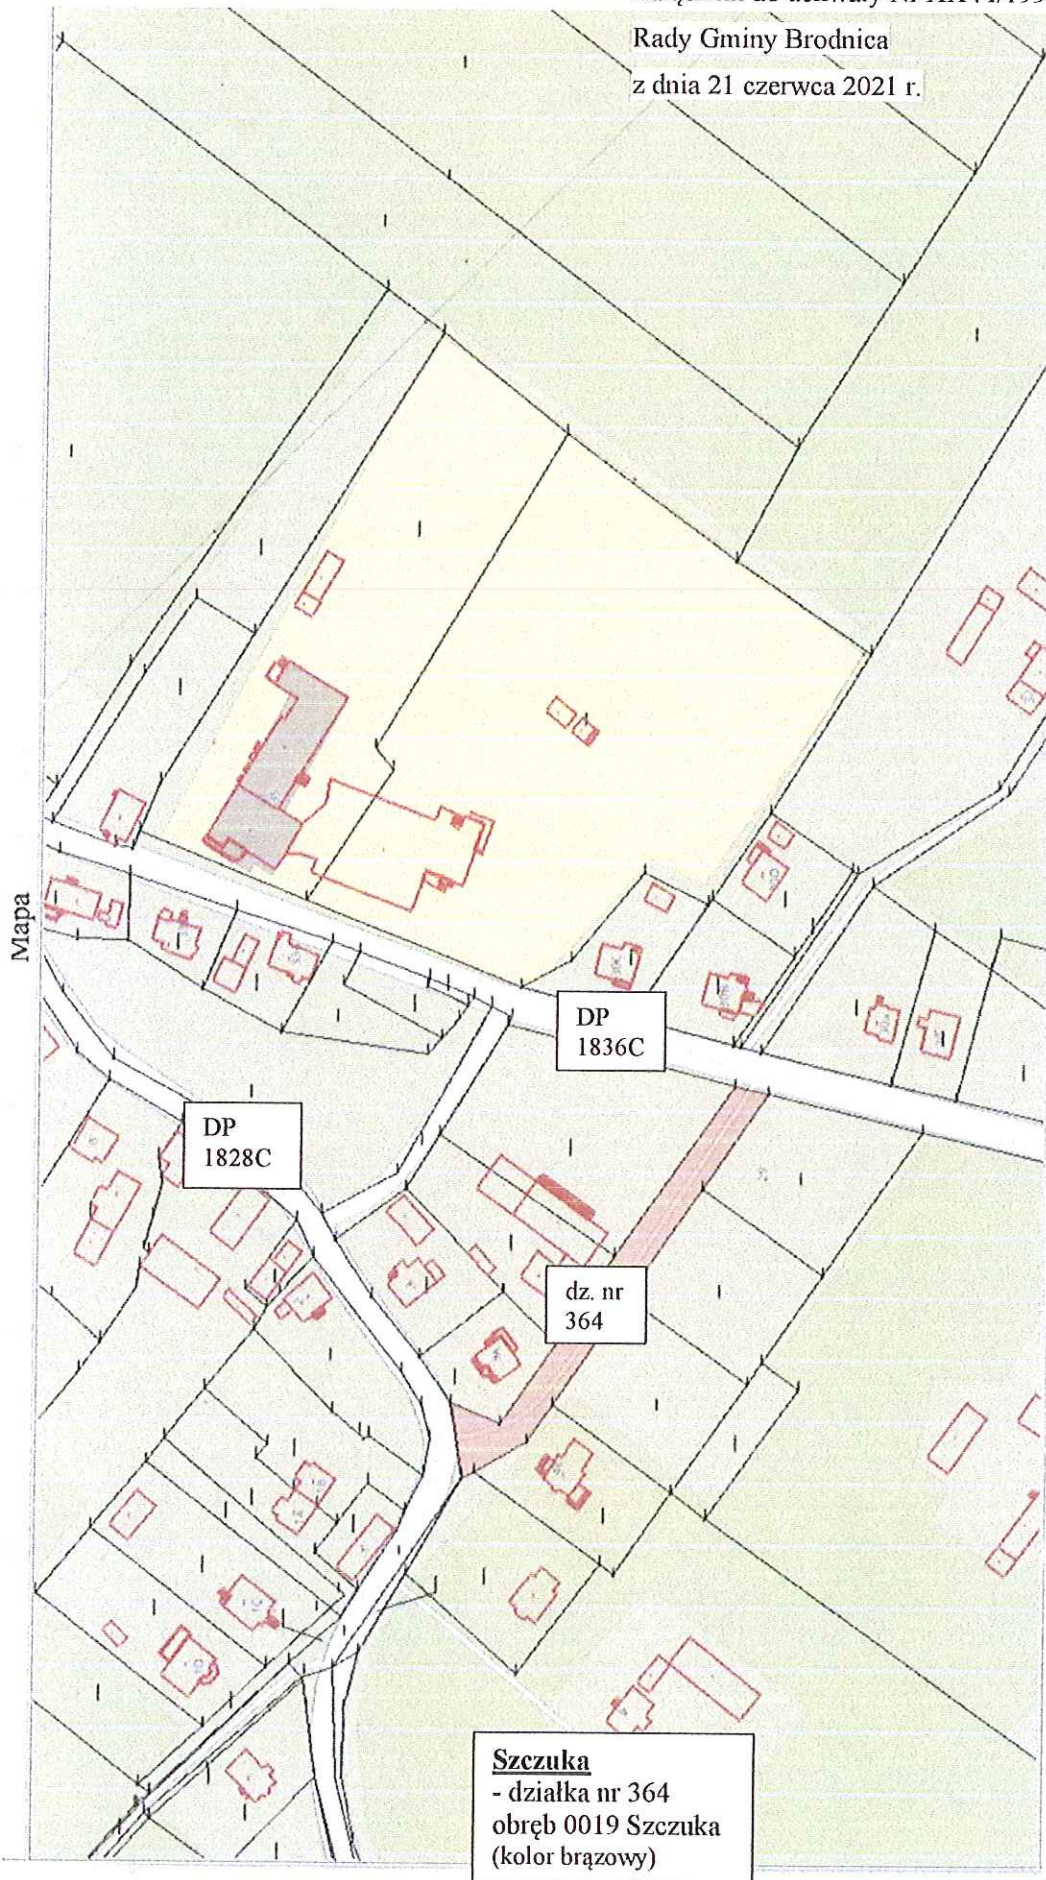 Rady Gminy Brodnica
z dnia 21 czerwca 2021 r.
Mapa
DP
1836C
DP
1828C
dz. nr
364
Szczuka
- działka nr 364
obręb 0019 Szczuka
(kolor brązowy)